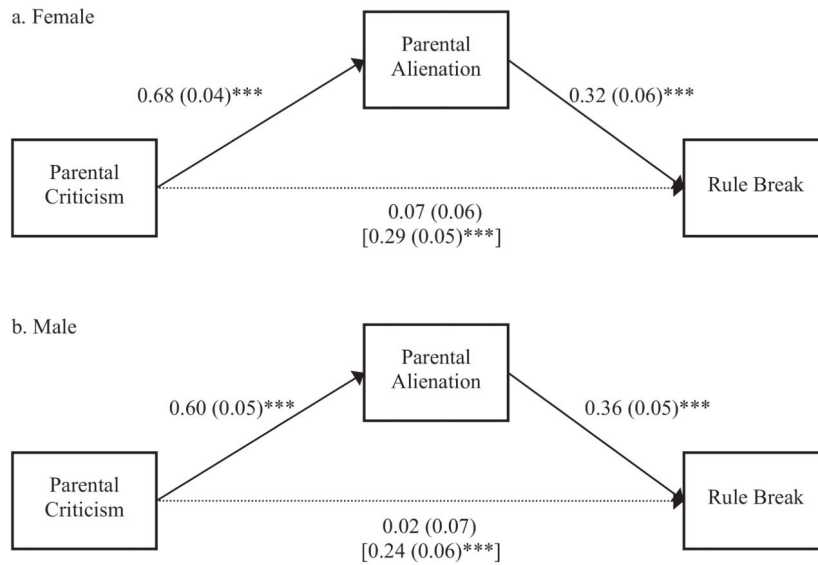 a. Female
Parental
Alienation
0.68 (0.04)***
0.32 (0.06)***
Parental
Criticism
Rule Break
0.07 (0.06)
[0.29 (0.05)***]
b. Male
Parental
Alienation
0.60 (0.05)***
0.36 (0.05)***
Parental
Criticism
Rule Break
0.02 (0.07)
[0.24 (0.06)***]